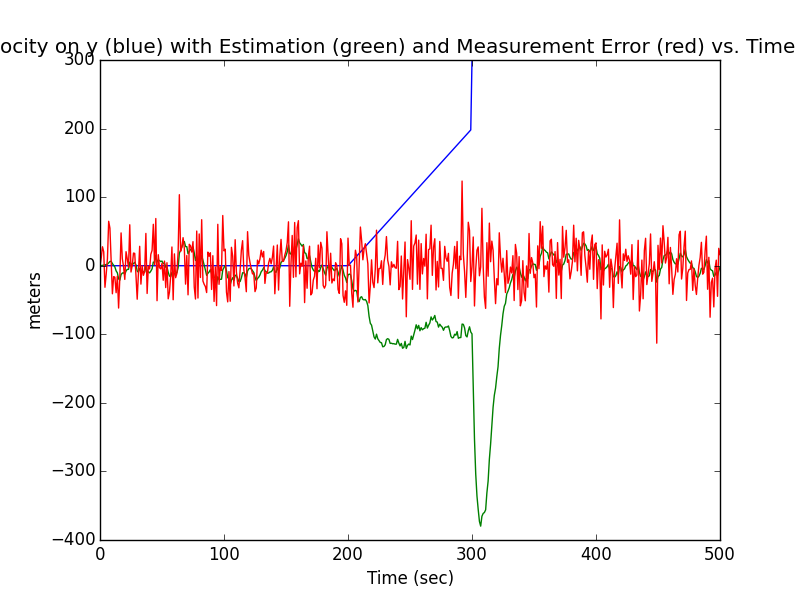 ocity on y (blue) with Estimation (green) and Measurement Error (red) vs. Time
300
200
100
0
−100
−200
−300
−400
meters
0 100 200 300 400 500
Time (sec)